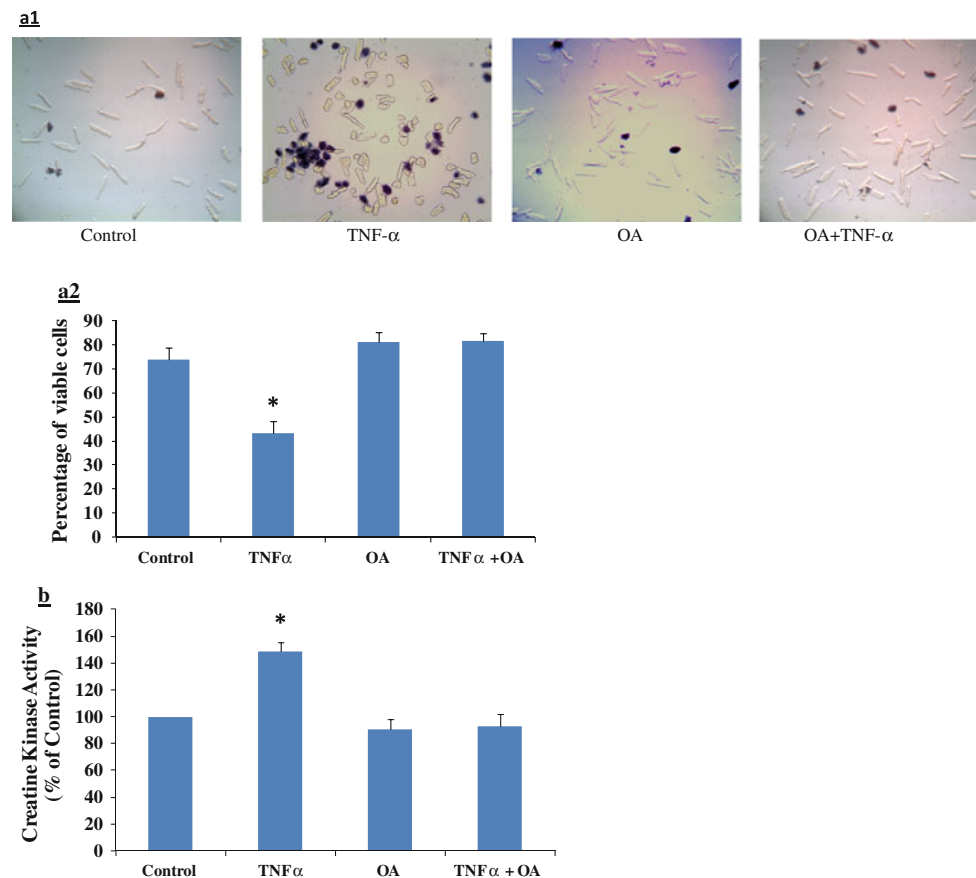 a1
Control
TNF-α
OA
OA+TNF-α
a2
Percentage of viable cells
90
80
70
60
50
40
30
20
10
0
*
Control
TNFα
OA
TNFα +OA
b
Creatine Kinase Activity
(% of Control)
180
160
140
120
100
80
60
40
20
0
*
Control
TNFα
OA
TNFα + OA